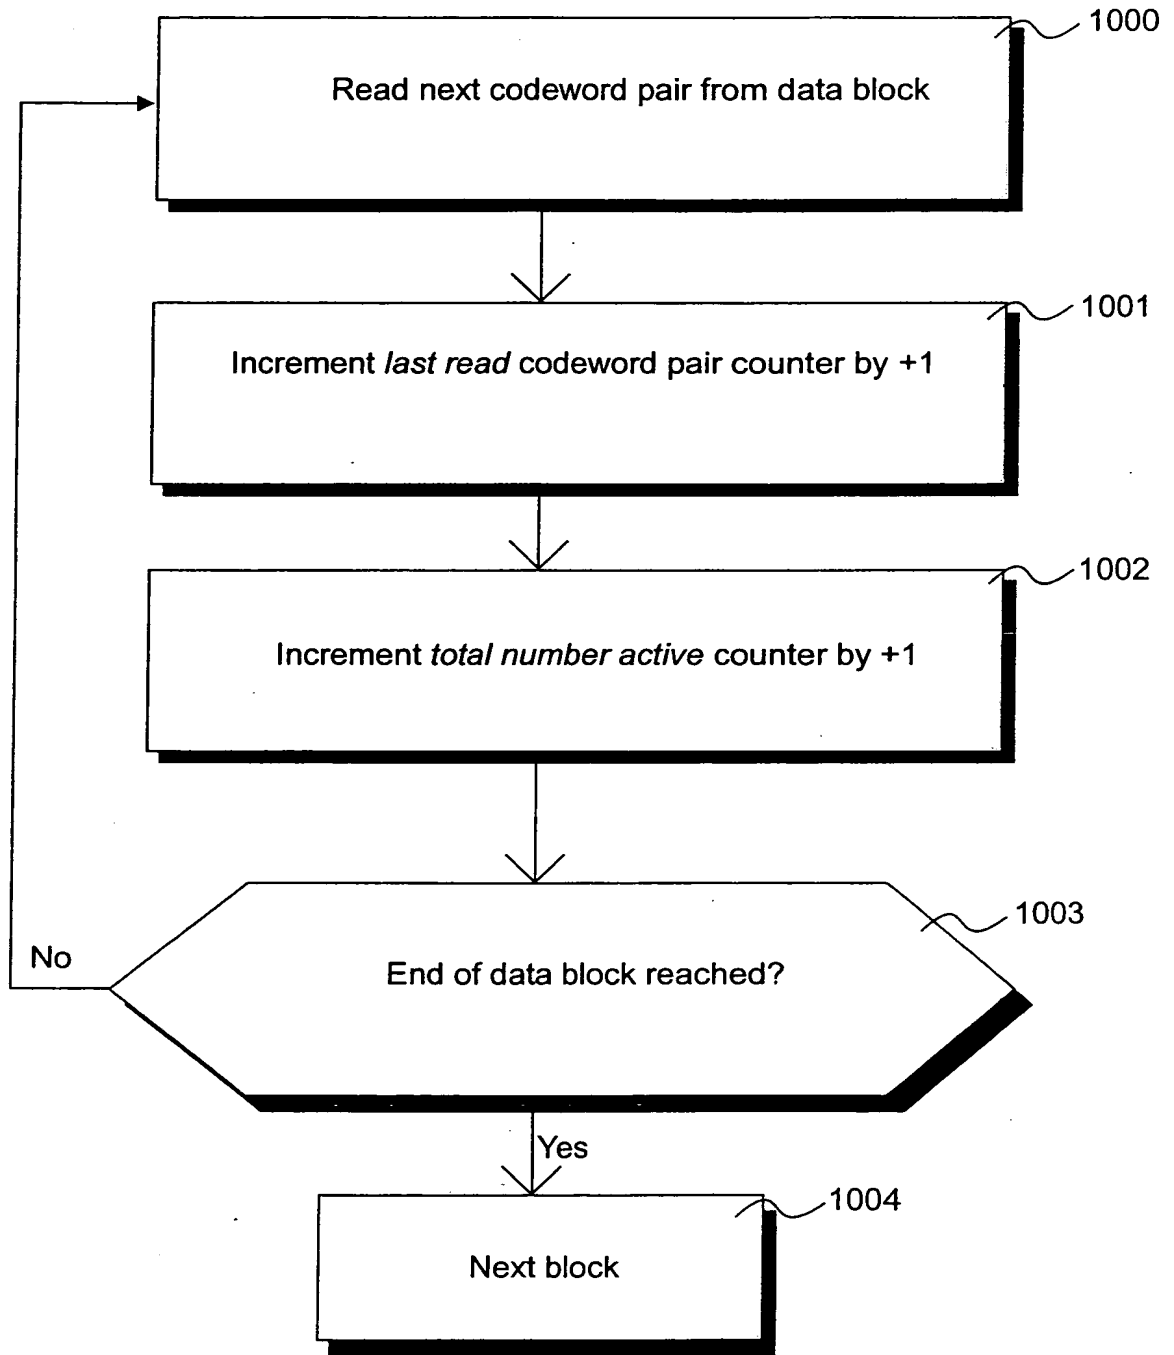 1000
Read next codeword pair from data block
1001
Increment last read codeword pair counter by +1
1002
Increment total number active counter by +1
1003
No
End of data block reached?
Yes
1004
Next block